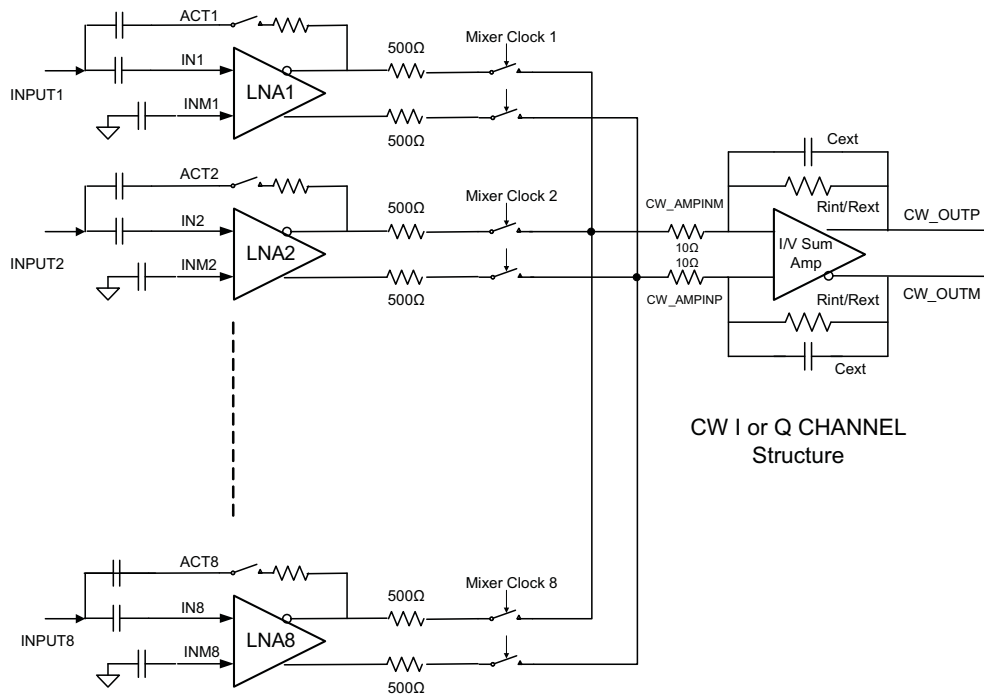 ACT1
Mixer Clock 1
500Ω
IN1
INPUT1
LNA1
INM1
500Ω
Cext
ACT2
Mixer Clock 2
500Ω
CW_AMPINM
Rint/Rext
CW_OUTP
IN2
INPUT2
LNA2
10Ω
10Ω
I/V Sum
Amp
INM2
500Ω
CW_AMPINP
Rint/Rext
CW_OUTM
Cext
CW I or Q CHANNEL
Structure
ACT8
Mixer Clock 8
500Ω
IN8
INPUT8
LNA8
INM8
500Ω